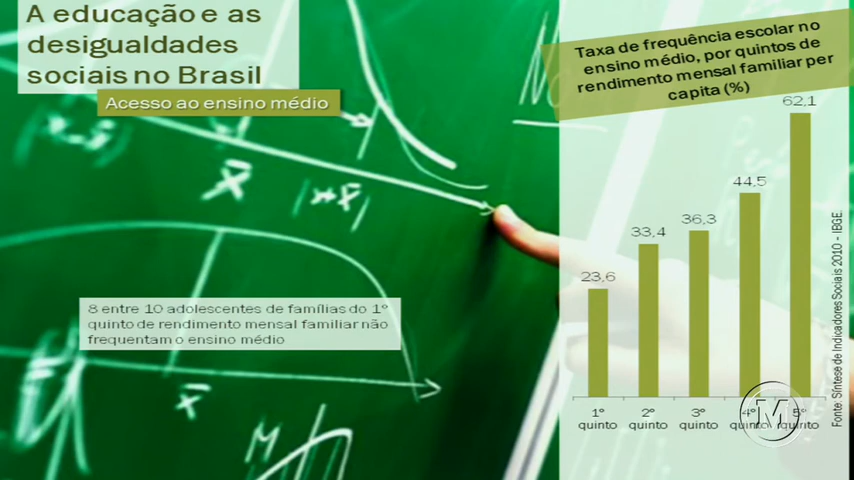 A educação e as
desigualdades
sociais no Brasil
Acesso ao ensino médio
8 entre 10 adolescentes de famílias do 1º
quinto de rendimento mensal familiar não
frequentam o ensino médio
Taxa de frequência escolar no
ensino médio, por quintos de
rendimento mensal familiar per
capita (%)
23,6
33,4
36,3
44,5
62,1
1º
quinto
2º
quinto
3º
quinto
4º
quinto
5º
quinto
Fonte: Síntese de Indicadores Sociais 2010 - IBGE.
M
x̄
|x-x̄|
x̄
M